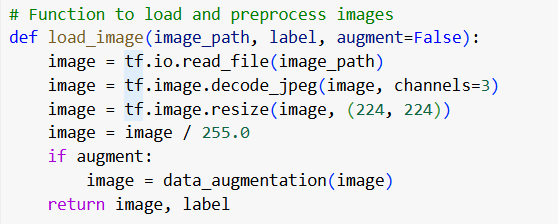 # Function to load and preprocess images
def load_image(image_path, label, augment=False):
    image = tf.io.read_file(image_path)
    image = tf.image.decode_jpeg(image, channels=3)
    image = tf.image.resize(image, (224, 224))
    image = image / 255.0
    if augment:
        image = data_augmentation(image)
    return image, label